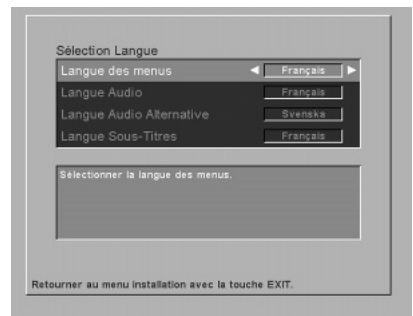 Sélection Langue
Langue des menus Français
Langue Audio Français
Langue Audio Alternative Svenska
Langue Sous-Titres Français
Sélectionner la langue des menus.
Retourner au menu installation avec la touche EXIT.